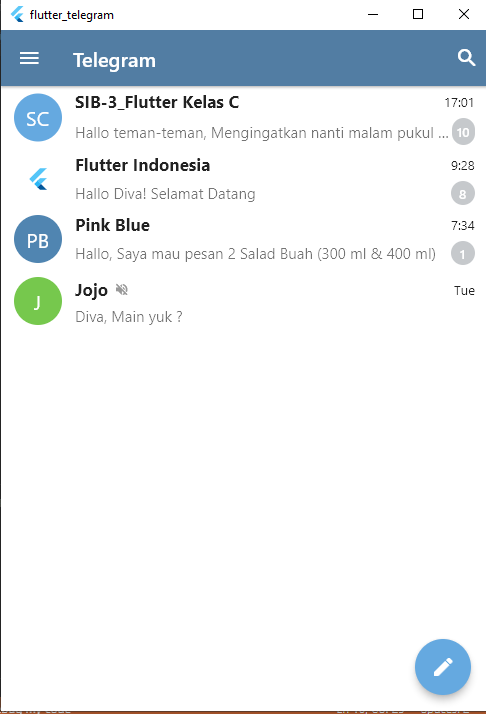 flutter_telegram
Telegram
SC
SIB-3_Flutter Kelas C
17:01
Hallo teman-teman, Mengingatkan nanti malam pukul ...
10
Flutter Indonesia
9:28
Hallo Diva! Selamat Datang
8
PB
Pink Blue
7:34
Hallo, Saya mau pesan 2 Salad Buah (300 ml & 400 ml)
1
J
Jojo
Tue
Diva, Main yuk ?